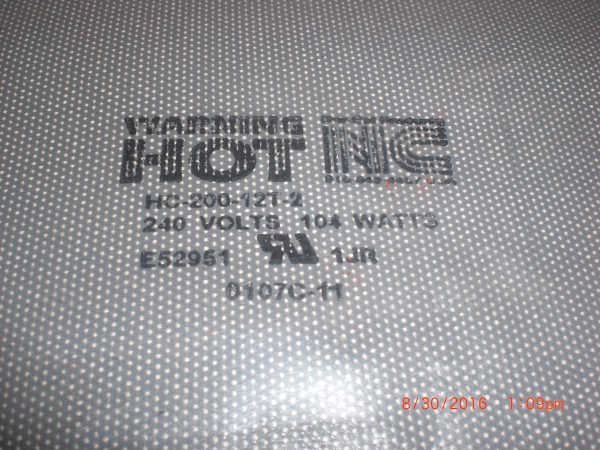 WARNING
HOT NC
HC-200-12T-2
240 VOLTS 104 WATTS
E52951 RU 1JR
0107C-11
8/30/2016 1:09pm